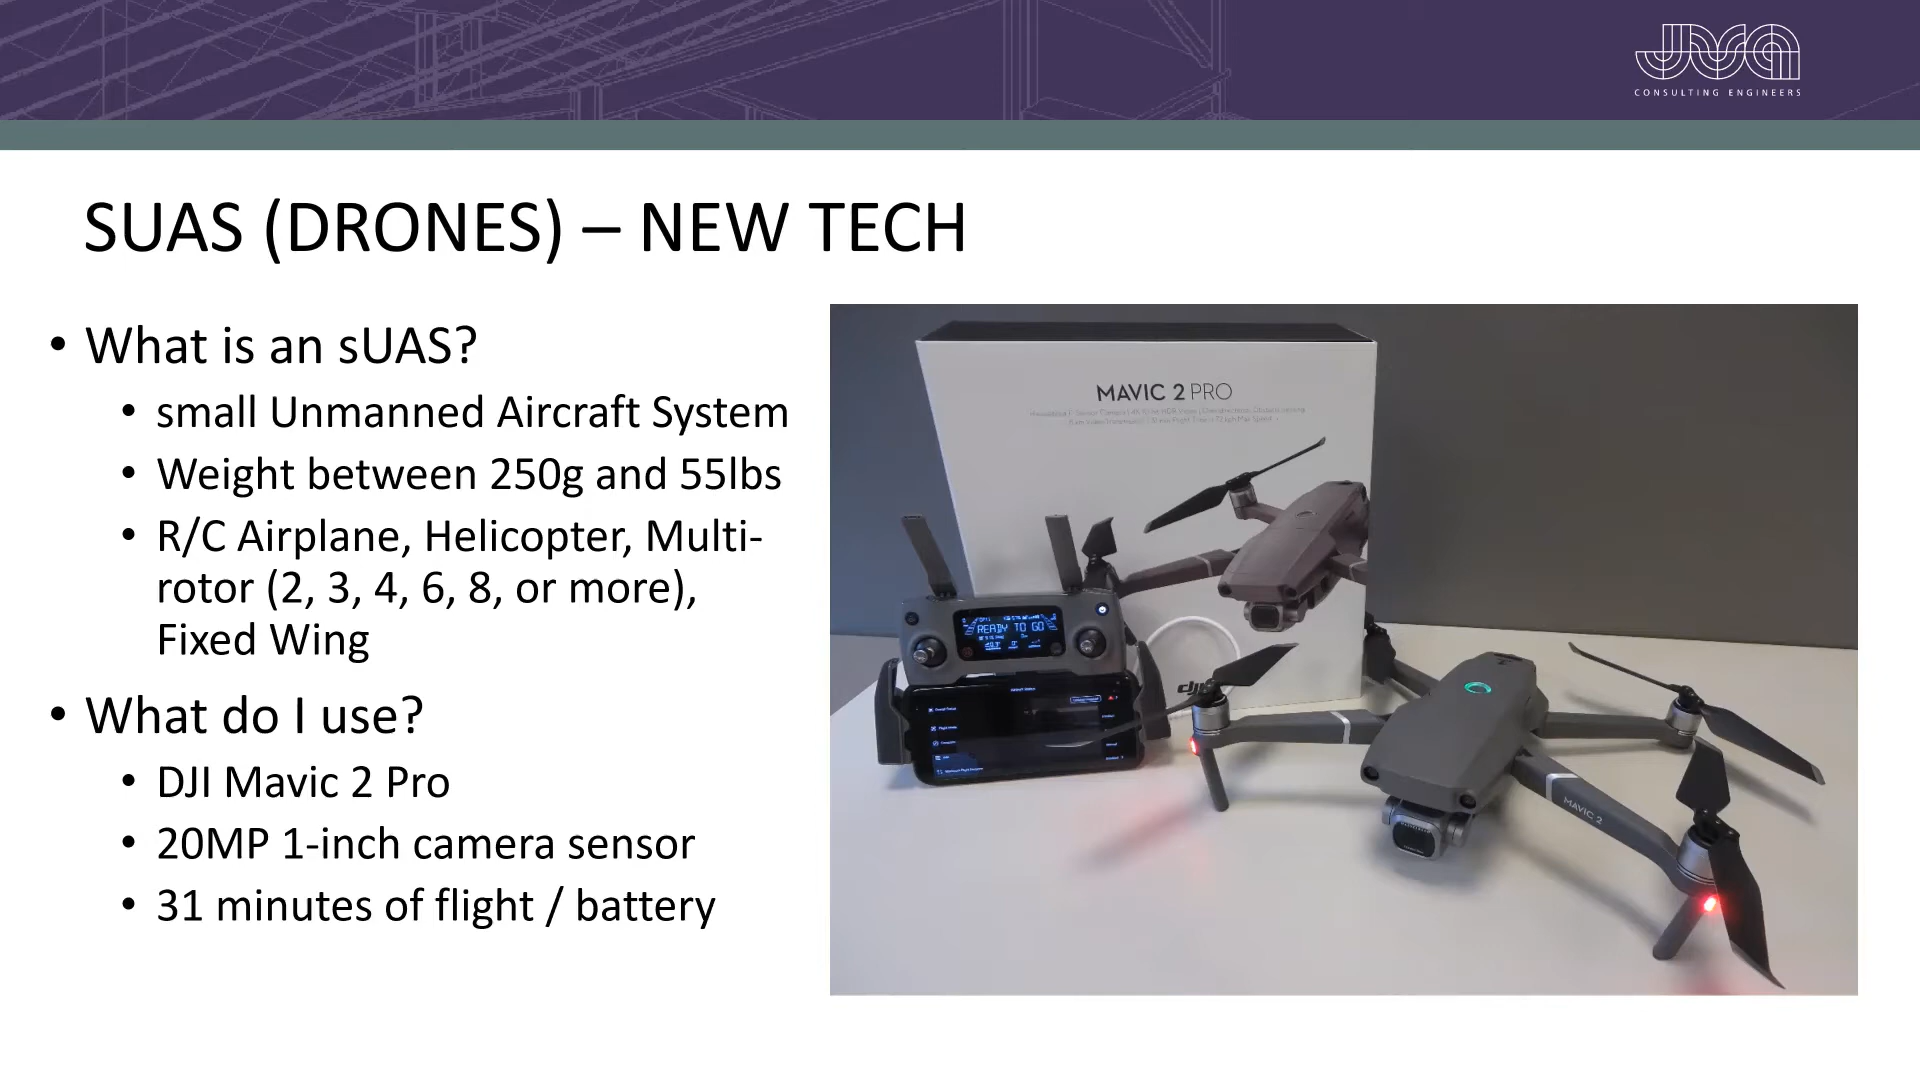 JVA
CONSULTING ENGINEERS
SUAS (DRONES) – NEW TECH
• What is an sUAS?
• small Unmanned Aircraft System
• Weight between 250g and 55lbs
• R/C Airplane, Helicopter, Multi-
rotor (2, 3, 4, 6, 8, or more),
Fixed Wing
• What do I use?
• DJI Mavic 2 Pro
• 20MP 1-inch camera sensor
• 31 minutes of flight / battery
MAVIC 2 PRO
READY TO GO
dji
MAVIC 2